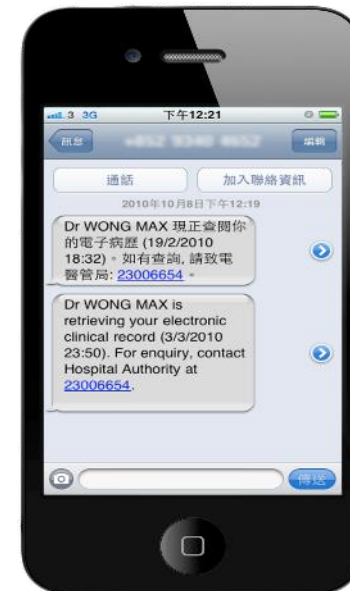 3 3G 下午12:21
訊息 編輯
通話 加入聯絡資訊
2010年10月8日下午12:19
Dr WONG MAX 現正查閱你
的電子病歷 (19/2/2010
18:32)。如有查詢, 請致電
醫管局: 23006654。
Dr WONG MAX is
retrieving your electronic
clinical record (3/3/2010
23:50). For enquiry, contact
Hospital Authority at
23006654.
傳送